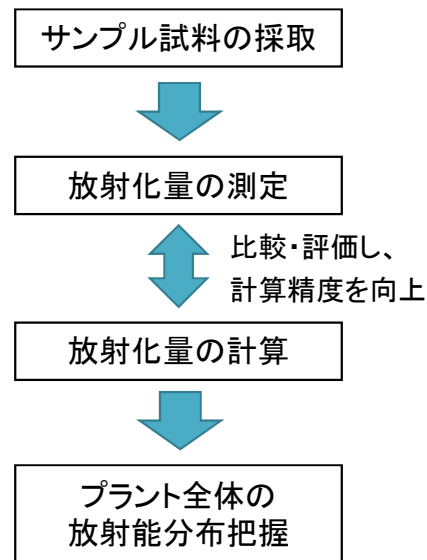 サンプル試料の採取
放射化量の測定
比較・評価し、
計算精度を向上
放射化量の計算
プラント全体の
放射能分布把握